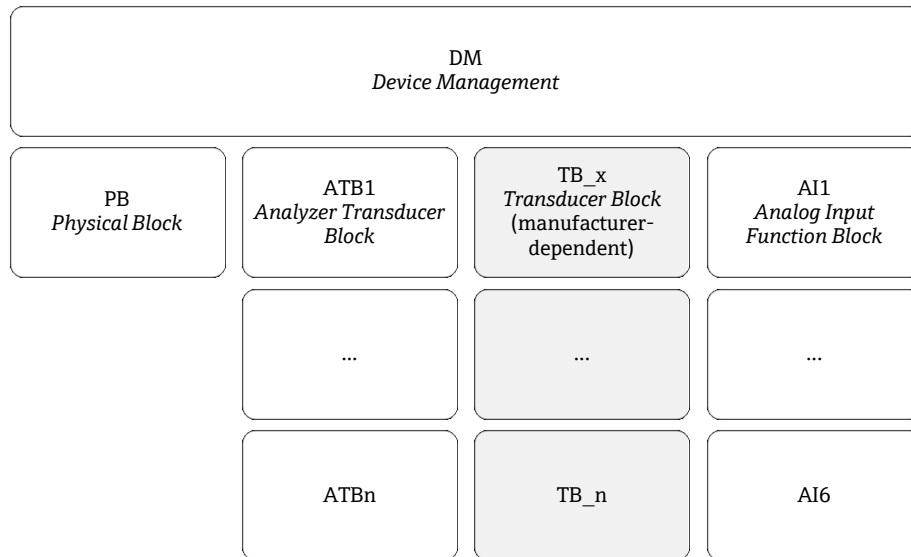 DM
Device Management
PB
Physical Block
ATB1
Analyzer Transducer
Block
TB_x
Transducer Block
(manufacturer-
dependent)
AI1
Analog Input
Function Block
...
...
...
ATBn
TB_n
AI6